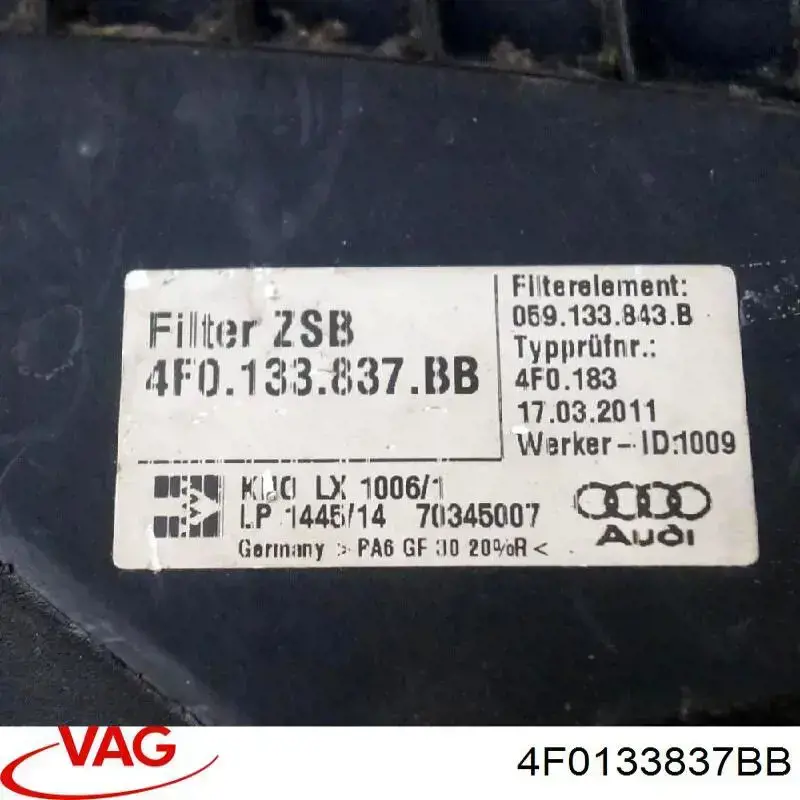 Filter ZSB
4F0.133.837.BB
Filterelement:
059.133.843.B
Typprüfnr.:
4F0.183
17.03.2011
Werker-ID:1009
LX 1006/1
LP 1445/14 70345007
Germany > PA6 GF 30 20%R <
Audi
VAG
4F0133837BB